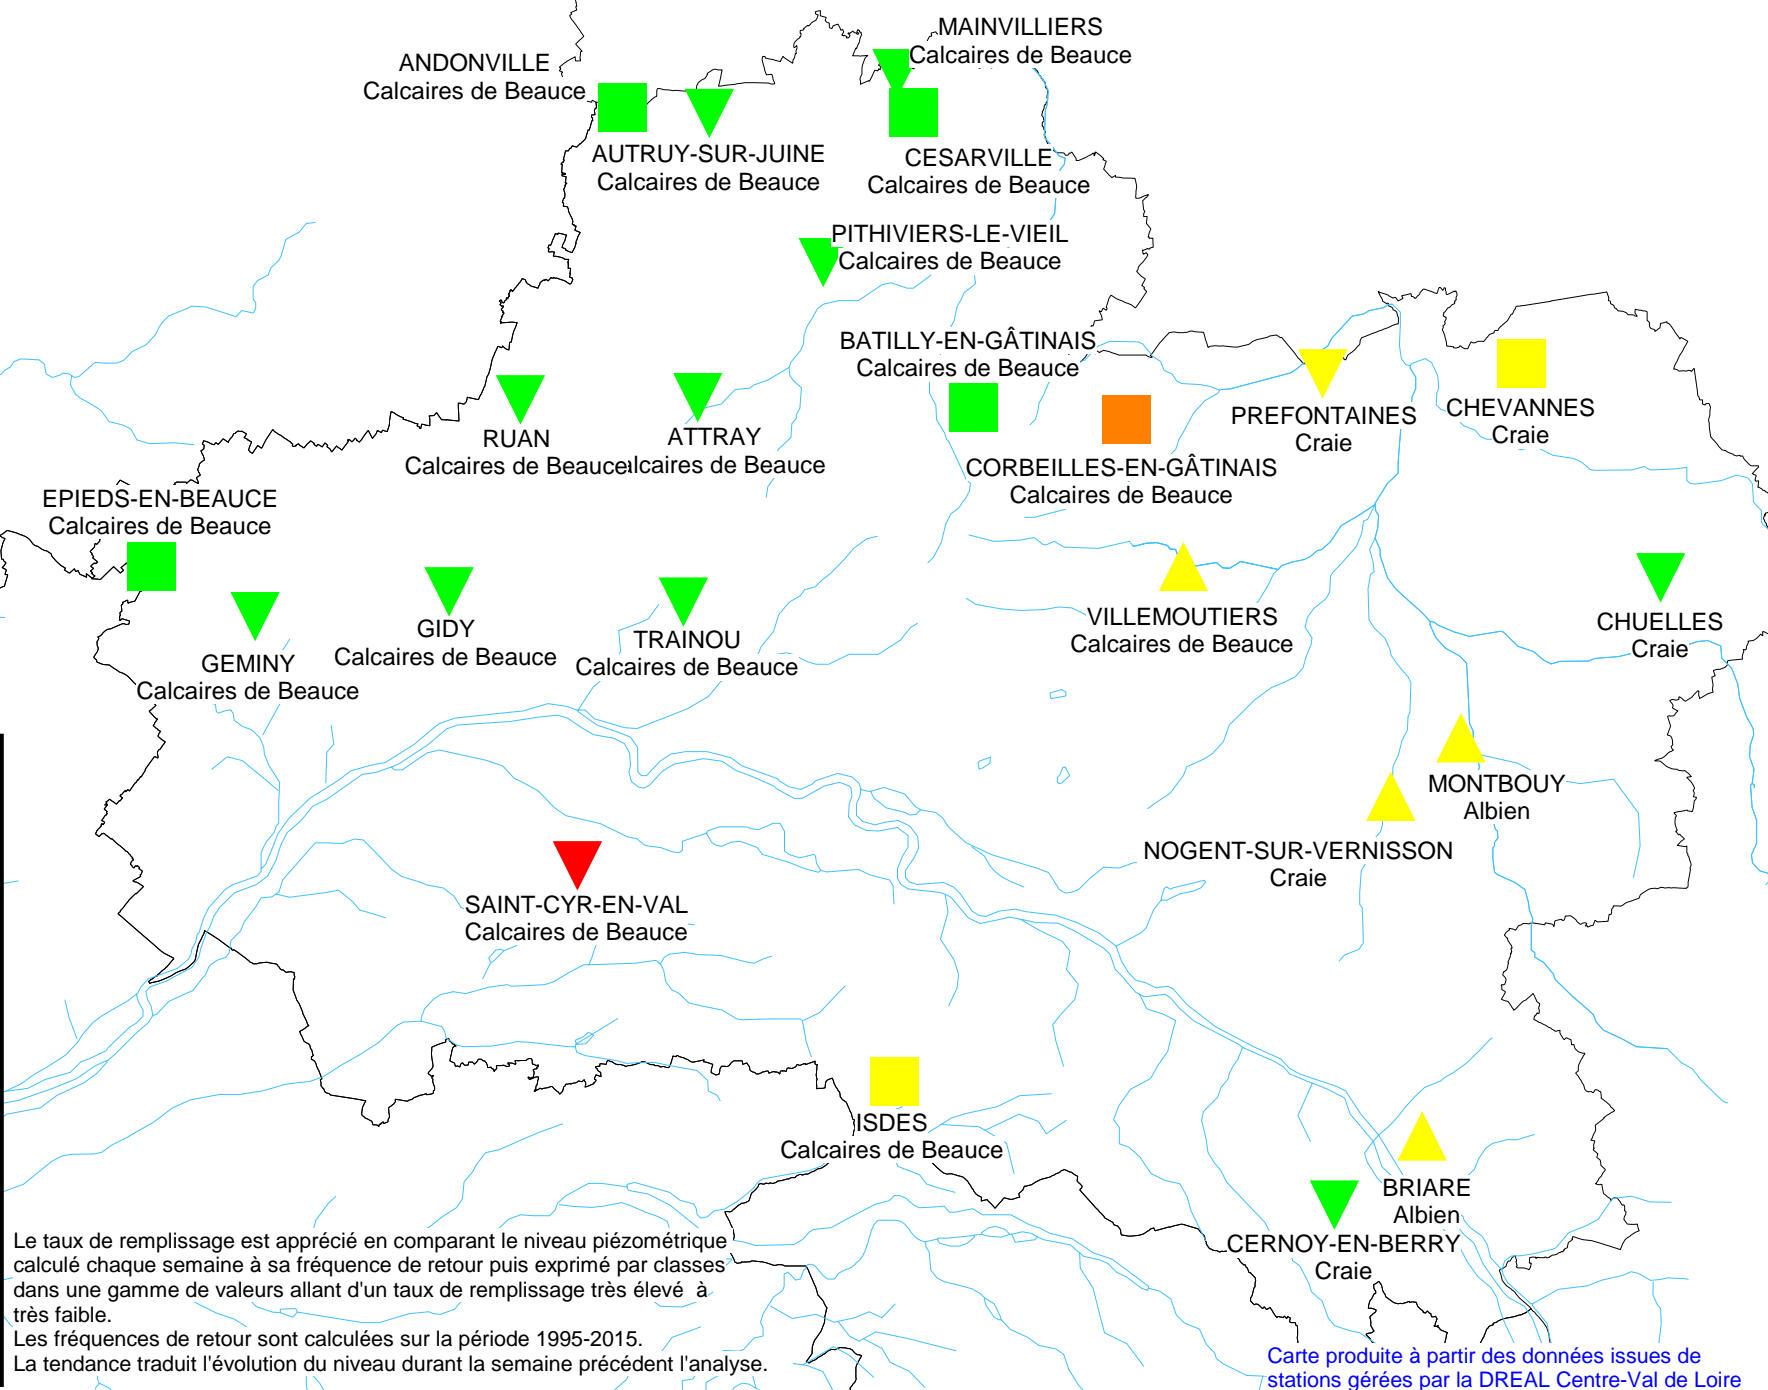 MAINVILLIERS
Calcaires de Beauce
ANDONVILLE
Calcaires de Beauce
AUTRUY-SUR-JUINE
Calcaires de Beauce
CESARVILLE
Calcaires de Beauce
PITHIVIERS-LE-VIEIL
Calcaires de Beauce
BATILLY-EN-GÂTINAIS
Calcaires de Beauce
PREFONTAINES
Craie
CHEVANNES
Craie
RUAN
Calcaires de Beauce
ATTRAY
lcaires de Beauce
CORBEILLES-EN-GÂTINAIS
Calcaires de Beauce
EPIEDS-EN-BEAUCE
Calcaires de Beauce
VILLEMOUTIERS
Calcaires de Beauce
CHUELLES
Craie
GIDY
Calcaires de Beauce
TRAINOU
Calcaires de Beauce
GEMINY
Calcaires de Beauce
MONTBOUY
Albien
NOGENT-SUR-VERNISSON
Craie
SAINT-CYR-EN-VAL
Calcaires de Beauce
ISDES
Calcaires de Beauce
BRIARE
Albien
CERNOY-EN-BERRY
Craie
Le taux de remplissage est apprécié en comparant le niveau piézométrique
calculé chaque semaine à sa fréquence de retour puis exprimé par classes
dans une gamme de valeurs allant d'un taux de remplissage très élevé à
très faible.
Les fréquences de retour sont calculées sur la période 1995-2015.
La tendance traduit l'évolution du niveau durant la semaine précédent l'analyse.
Carte produite à partir des données issues de
stations gérées par la DREAL Centre-Val de Loire